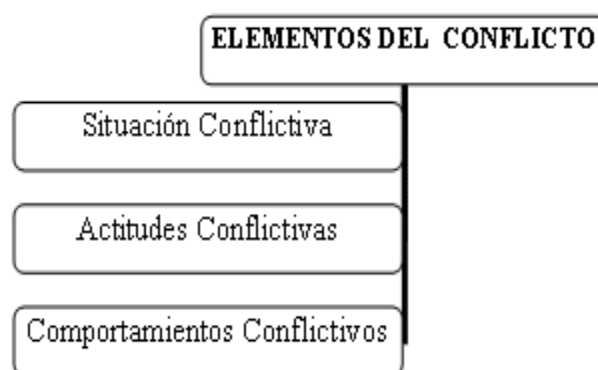 ELEMENTOS DEL CONFLICTO
Situación Conflictiva
Actitudes Conflictivas
Comportamientos Conflictivos